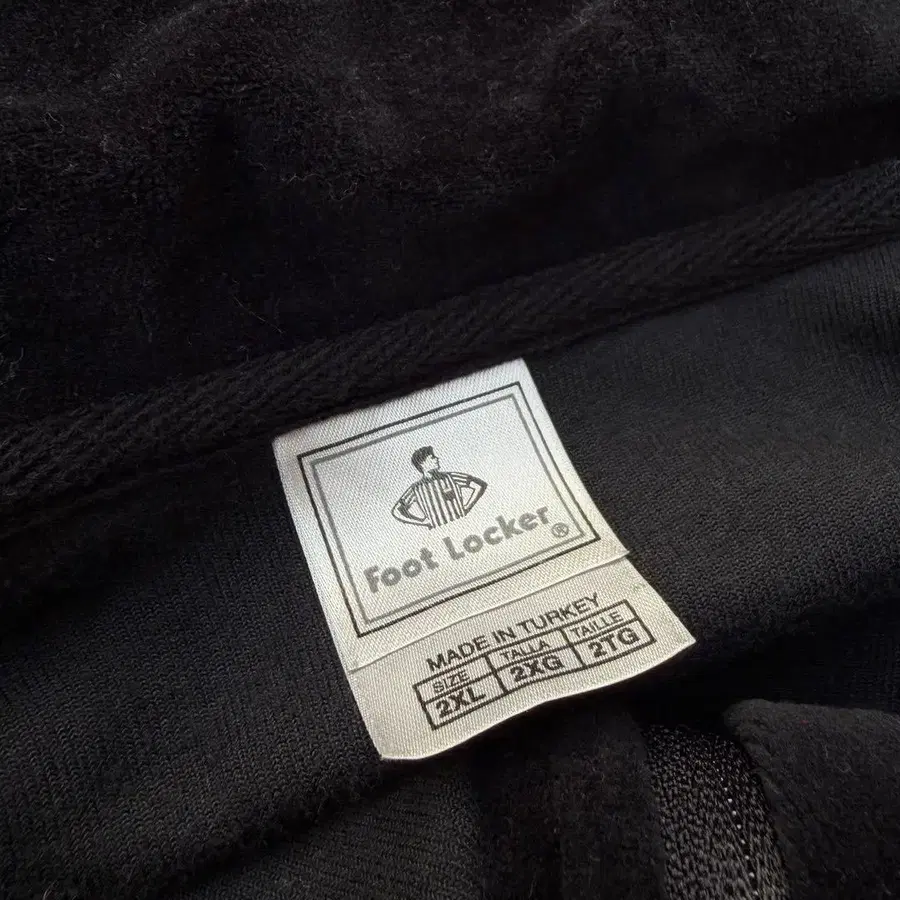 Foot Locker®
MADE IN TURKEY
SIZE TALLA TAILLE
2XL 2XG 2TG